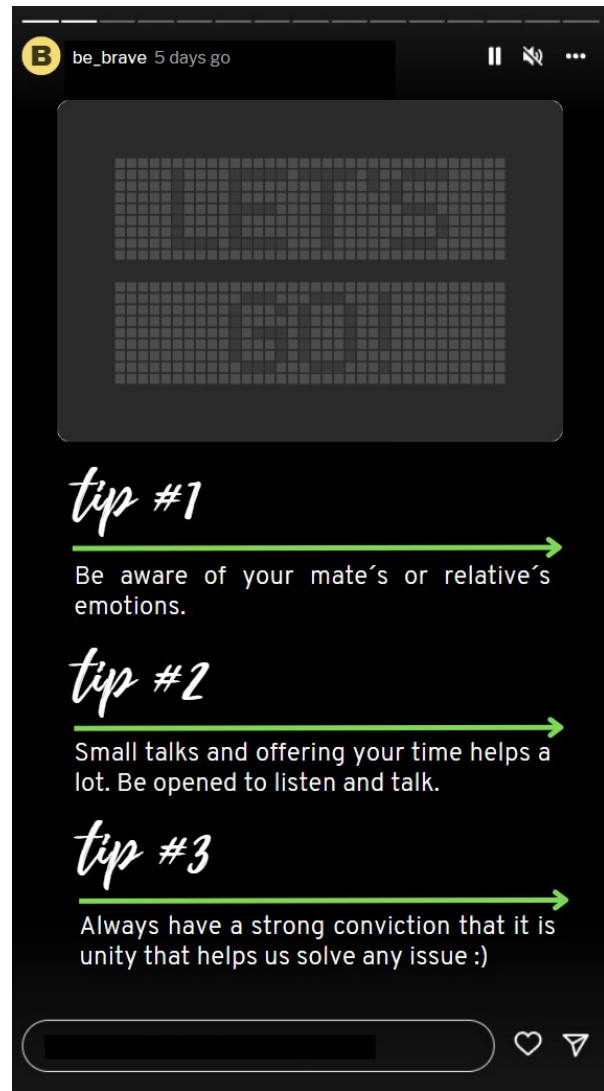 B be_brave 5 days go
LET'S
GO!
tip #1
Be aware of your mate´s or relative´s
emotions.
tip #2
Small talks and offering your time helps a
lot. Be opened to listen and talk.
tip #3
Always have a strong conviction that it is
unity that helps us solve any issue :)